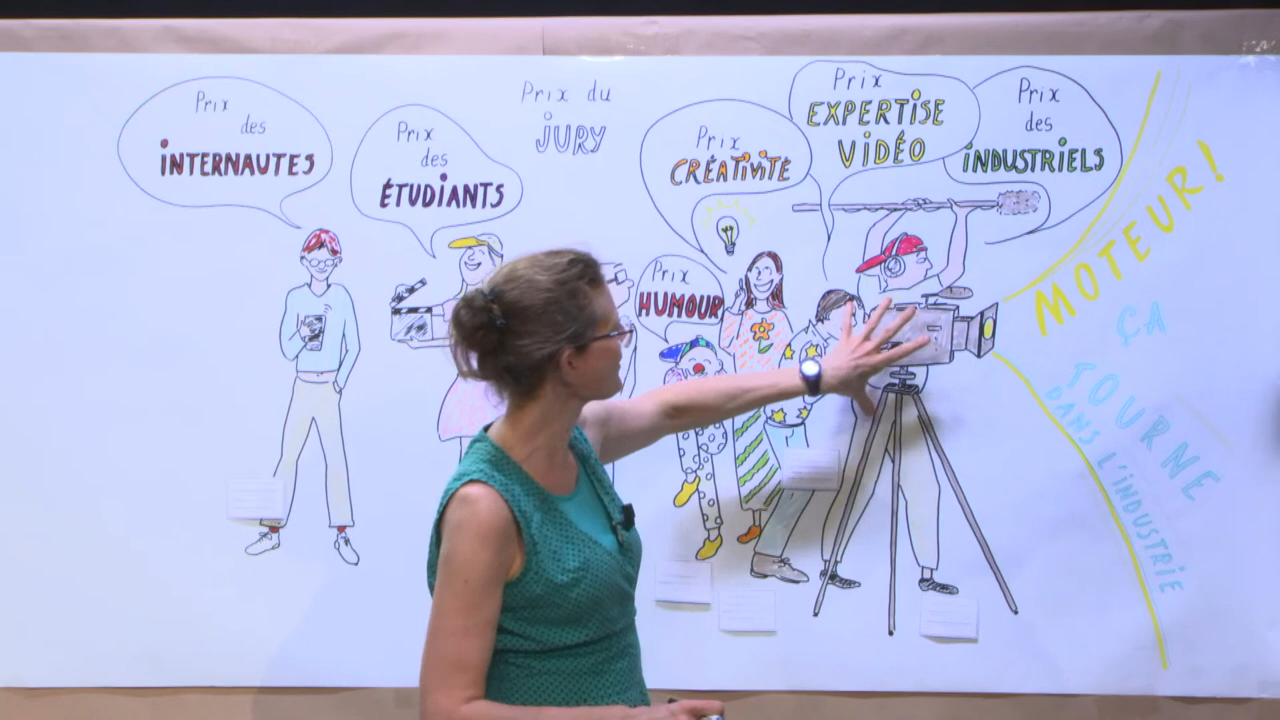 Prix
des
INTERNAUTES
Prix
des
ÉTUDIANTS
Prix du
JURY
Prix
HUMOUR
Prix
CRÉATIVITÉ
Prix
EXPERTISE
VIDÉO
Prix
des
INDUSTRIELS
MOTEUR!
ÇA
TOURNE
DANS L'INDUSTRIE